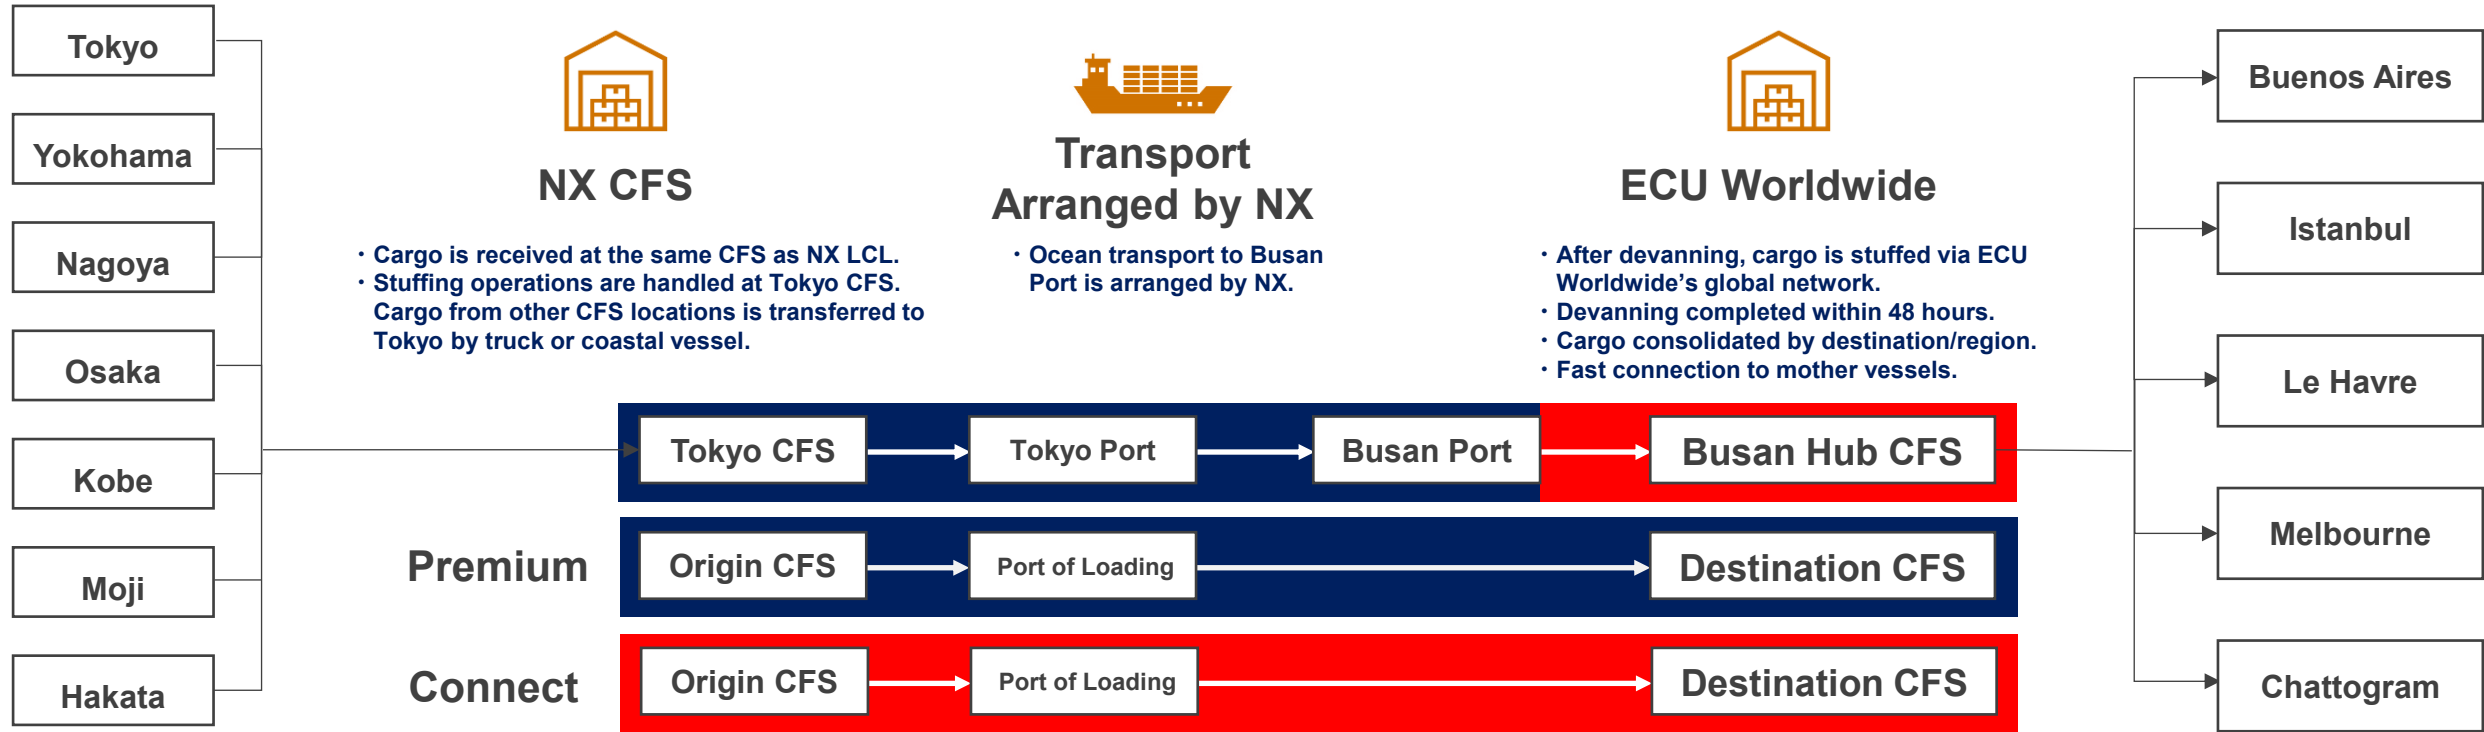 Tokyo
Yokohama
Nagoya
Osaka
Kobe
Moji
Hakata
NX CFS
・Cargo is received at the same CFS as NX LCL.
・Stuffing operations are handled at Tokyo CFS.
Cargo from other CFS locations is transferred to
Tokyo by truck or coastal vessel.
Transport
Arranged by NX
・Ocean transport to Busan
Port is arranged by NX.
ECU Worldwide
・After devanning, cargo is stuffed via ECU
Worldwide’s global network.
・Devanning completed within 48 hours.
・Cargo consolidated by destination/region.
・Fast connection to mother vessels.
Tokyo CFS
Tokyo Port
Busan Port
Busan Hub CFS
Premium
Origin CFS
Port of Loading
Destination CFS
Connect
Origin CFS
Port of Loading
Destination CFS
Buenos Aires
Istanbul
Le Havre
Melbourne
Chattogram